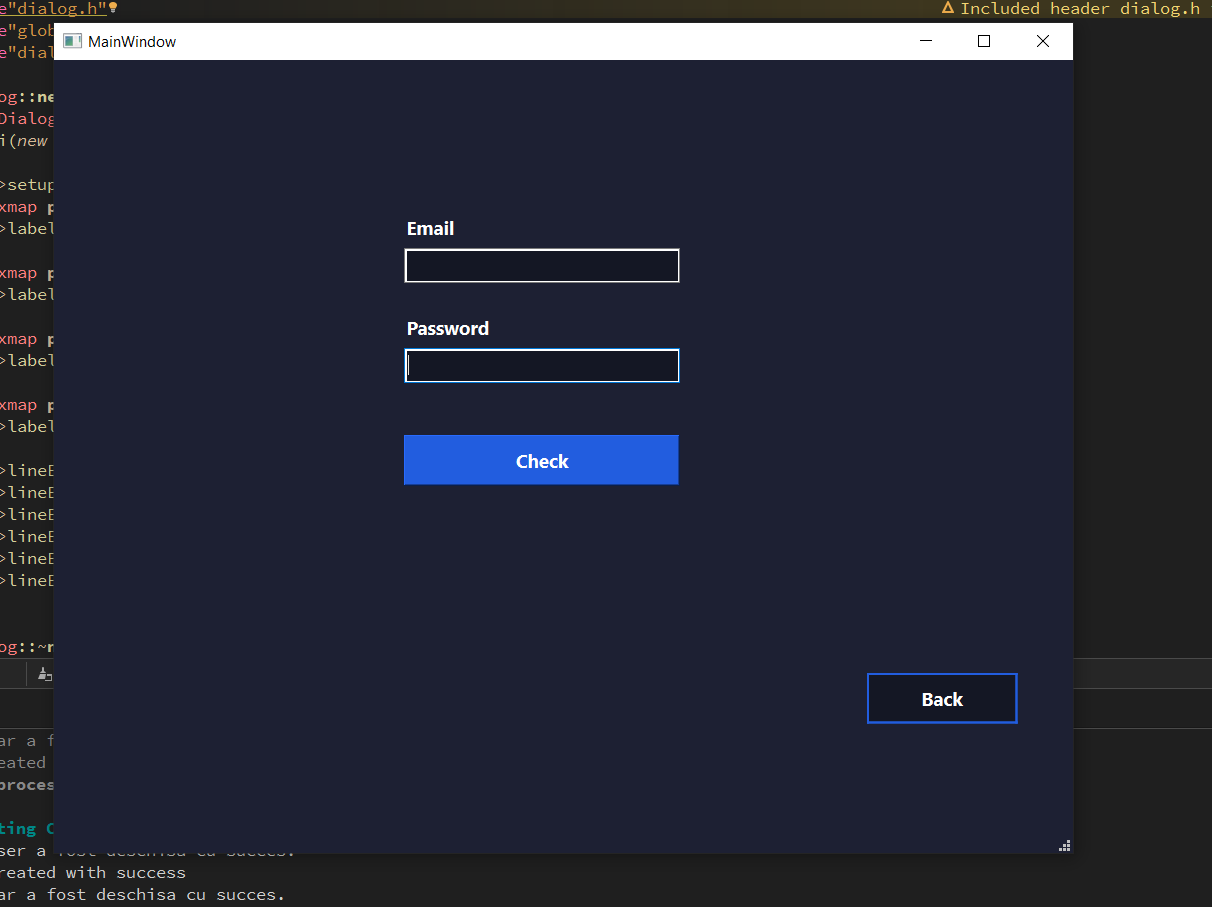 e"dialog.h"
Included header dialog.h
e"glob
MainWindow
e"dial
og::ne
Dialog
i(new
>setup
xmap p
>label
Email
xmap p
>label
Password
xmap p
>label
xmap p
>label
Check
>lineE
>lineE
>lineE
>lineE
>lineE
>lineE
og::~n
Back
ar a f
eated
proces
ting C
ser a fost deschisa cu succes.
reated with success
ar a fost deschisa cu succes.